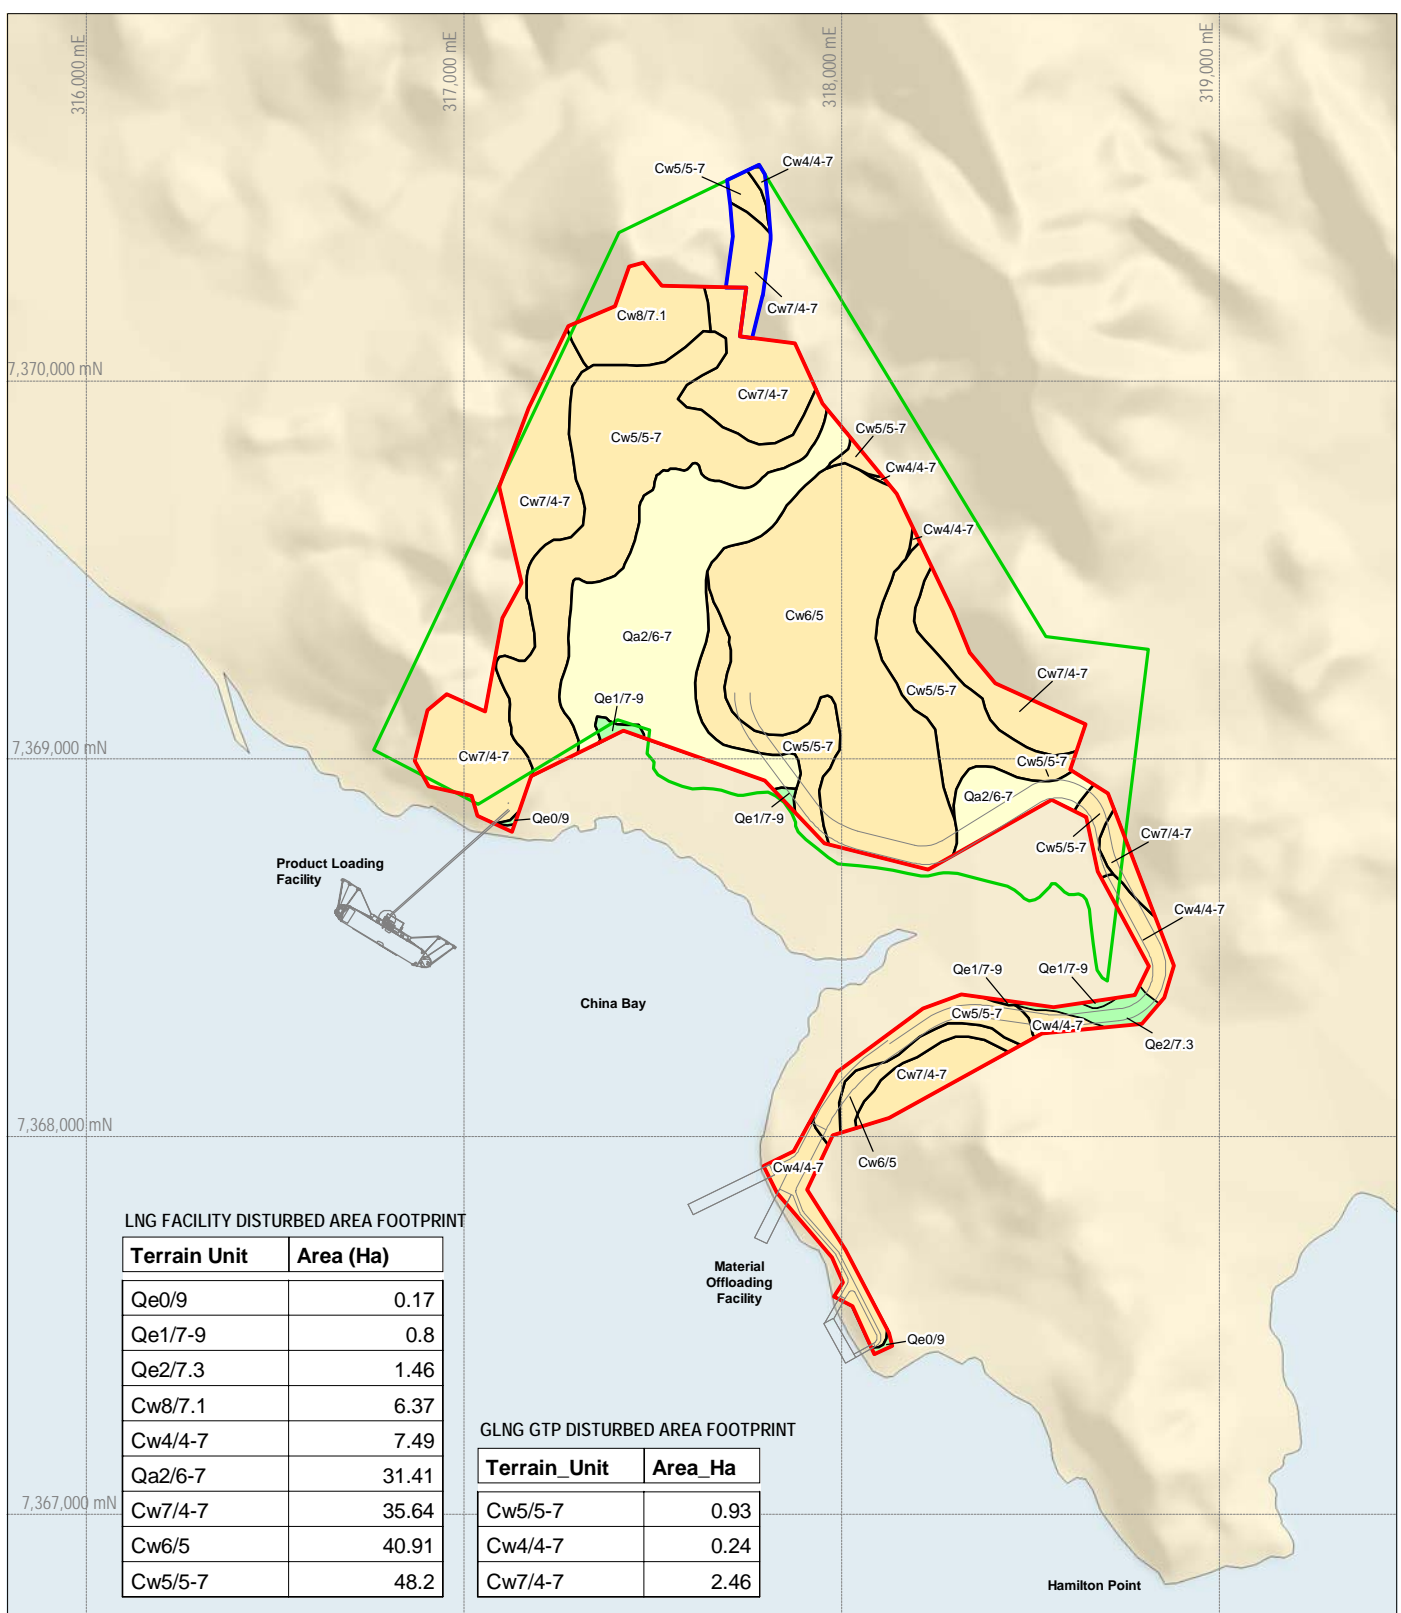 316,000 mE
317,000 mE
318,000 mE
319,000 mE
Cw5/5-7
Cw4/4-7
Cw7/4-7
Cw8/7.1
7,370,000 mN
Cw7/4-7
Cw5/5-7
Cw5/5-7
Cw4/4-7
Cw7/4-7
Cw4/4-7
Cw6/5
Qa2/6-7
Cw7/4-7
Cw5/5-7
Qe1/7-9
7,369,000 mN
Cw7/4-7
Cw5/5-7
Cw5/5-7
Qa2/6-7
Qe0/9
Qe1/7-9
Cw7/4-7
Cw5/5-7
Product Loading
Facility
Cw4/4-7
Qe1/7-9
Qe1/7-9
China Bay
Cw5/5-7
Cw4/4-7
Qe2/7.3
Cw7/4-7
7,368,000 mN
Cw6/5
Cw4/4-7
Material
Offloading
Facility
Qe0/9
LNG FACILITY DISTURBED AREA FOOTPRINT
Terrain Unit Area (Ha)
Qe0/9 0.17
Qe1/7-9 0.8
Qe2/7.3 1.46
Cw8/7.1 6.37
Cw4/4-7 7.49
Qa2/6-7 31.41
Cw7/4-7 35.64
Cw6/5 40.91
Cw5/5-7 48.2
GLNG GTP DISTURBED AREA FOOTPRINT
Terrain_Unit Area_Ha
Cw5/5-7 0.93
Cw4/4-7 0.24
Cw7/4-7 2.46
7,367,000 mN
Hamilton Point